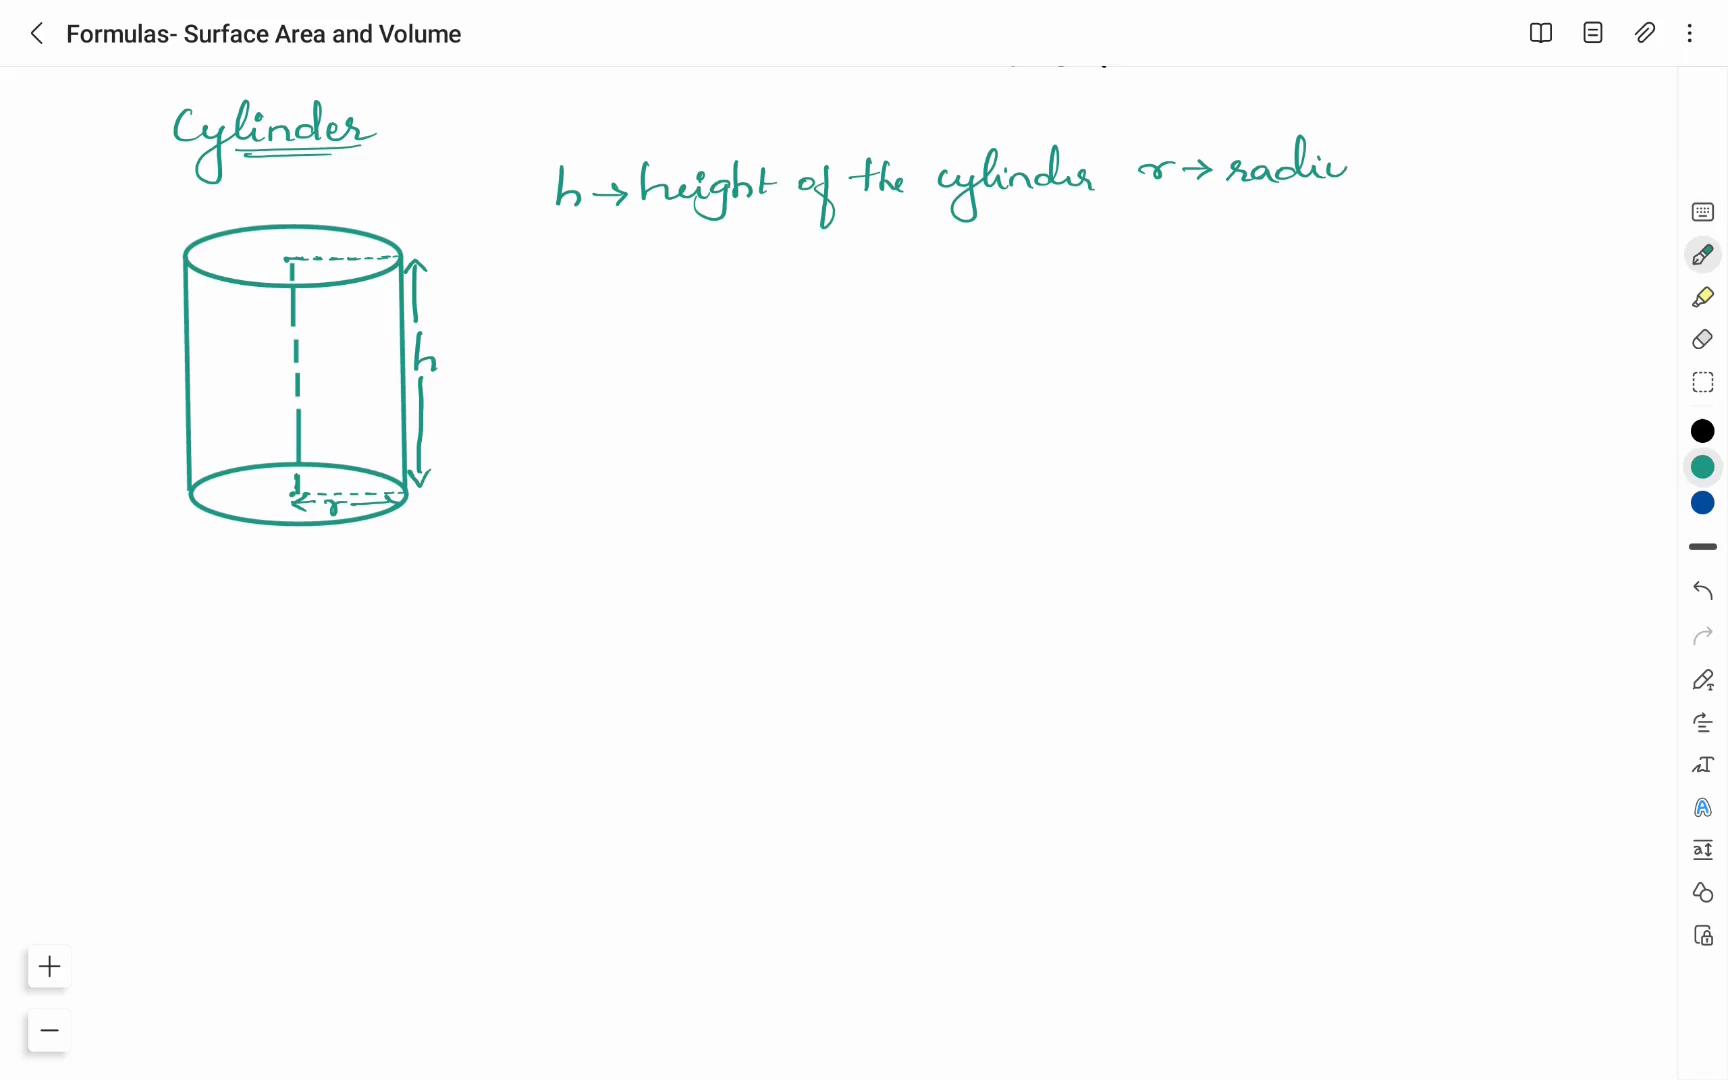 Formulas- Surface Area and Volume
Cylinder
h → height of the cylinder r → radiu
h
r